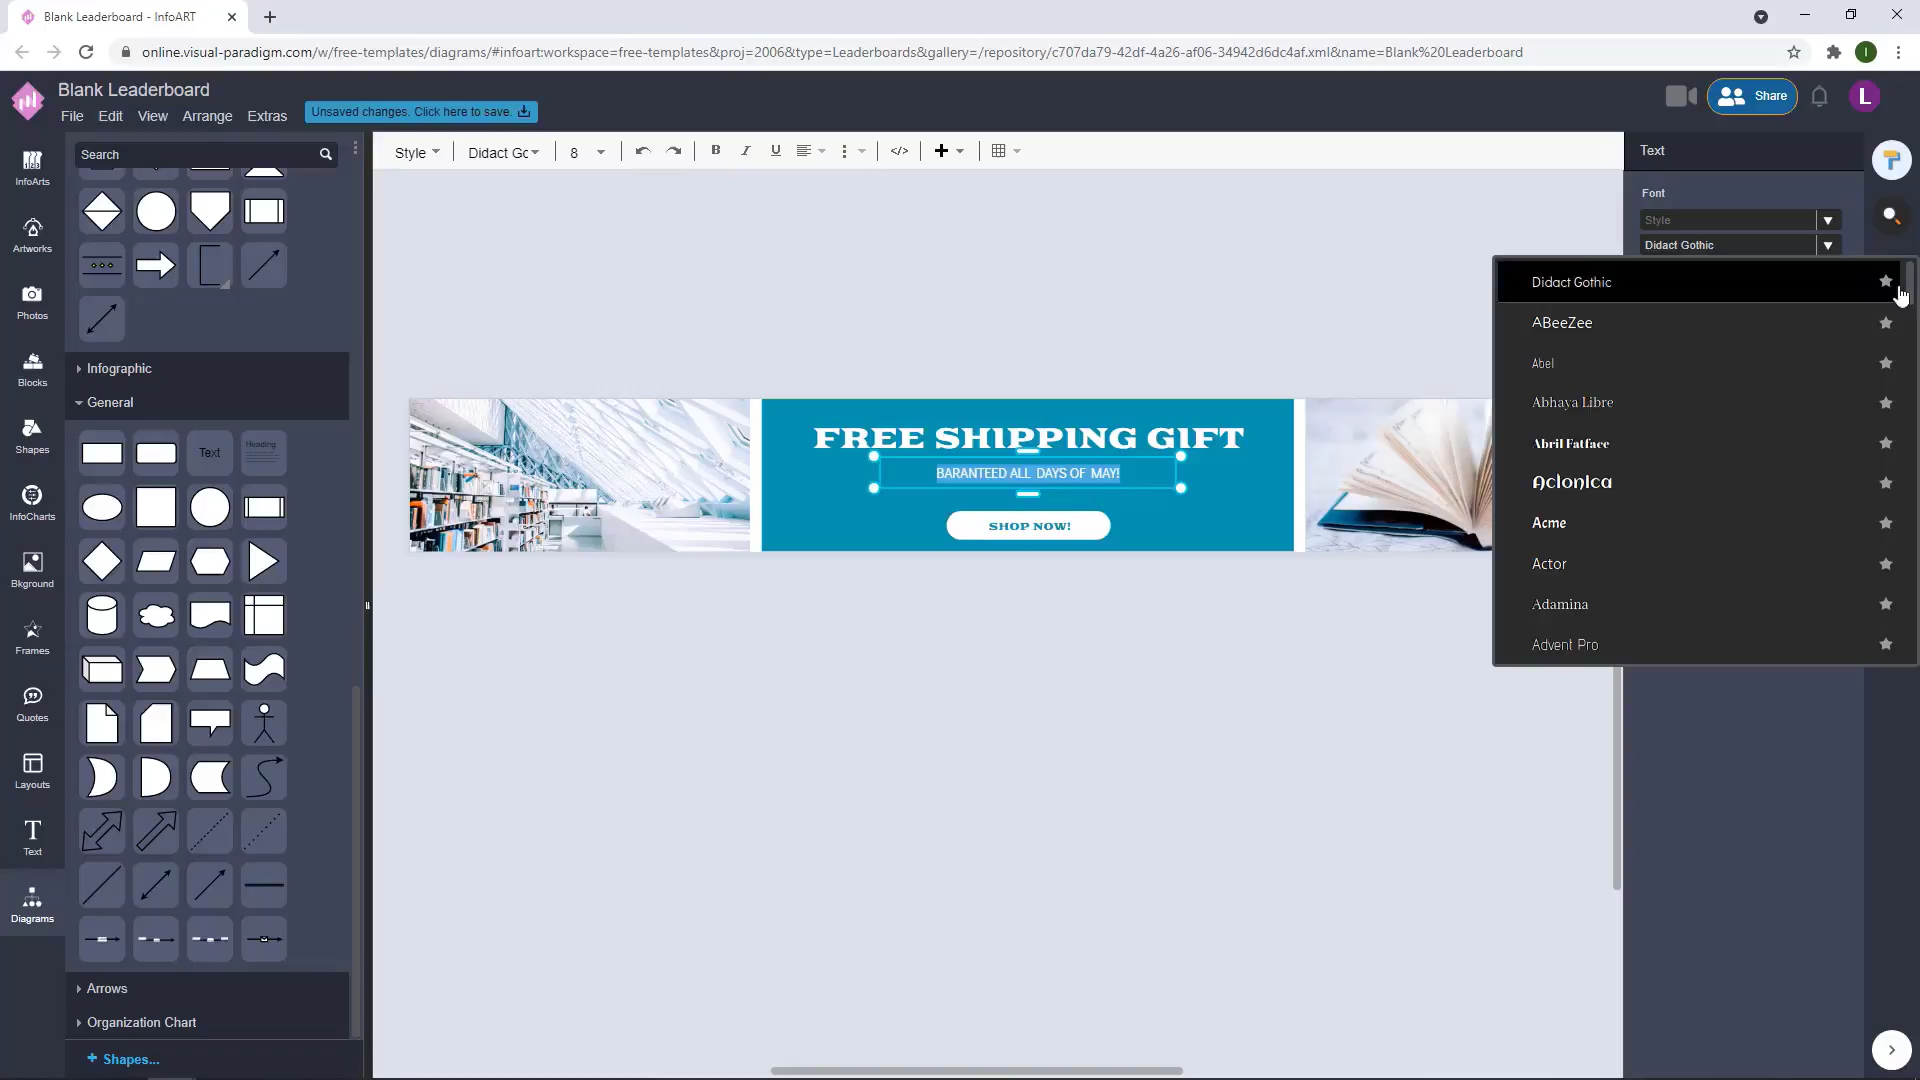 Blank Leaderboard - InfoART
online.visual-paradigm.com/w/free-templates/diagrams/#infoart:workspace=free-templates&proj=2006&type=Leaderboards&gallery=/repository/c707da79-42df-4a26-af06-34942d6dc4af.xml&name=Blank%20Leaderboard
I
Blank Leaderboard
File Edit View Arrange Extras
Unsaved changes. Click here to save.
Share
L
InfoArts
Artworks
Photos
Blocks
Shapes
InfoCharts
Bkground
Frames
Quotes
Layouts
Text
Diagrams
Search
Infographic
General
Text
Heading
Arrows
Organization Chart
+ Shapes...
Style
Didact Gc
8
B I U
</>
FREE SHIPPING GIFT
BARANTEED ALL DAYS OF MAY!
SHOP NOW!
Text
Font
Style
Didact Gothic
Didact Gothic
ABeeZee
Abel
Abhaya Libre
Abril Fatface
Aclonica
Acme
Actor
Adamina
Advent Pro